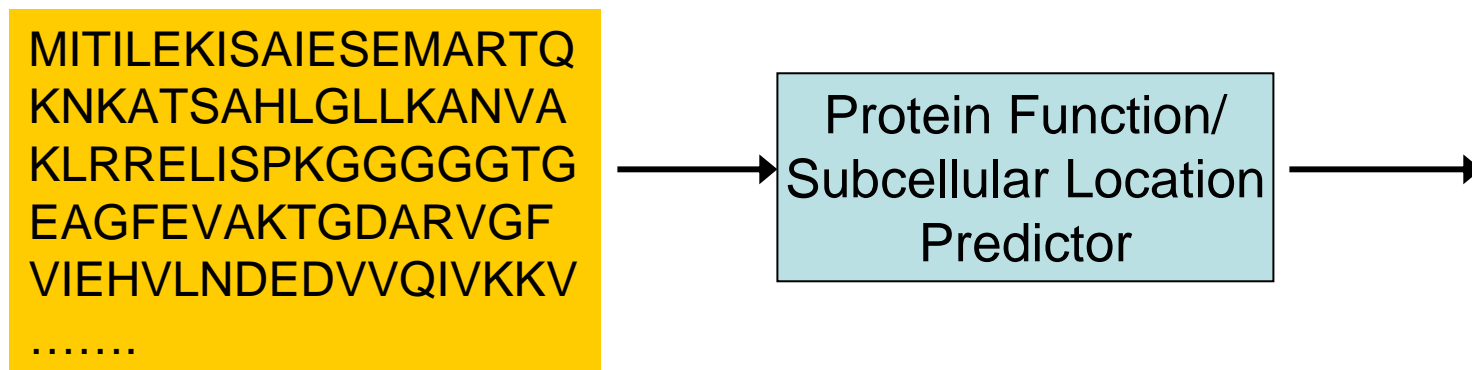 MITILEKISAIESEMARTQ
KNKATSAHLGLLKANVA
KLRRELISPKGGGGGTG
EAGFEVAKTGDARVGF
VIEHVLNDEDVVQIVKKV
…….
Protein Function/
Subcellular Location
Predictor